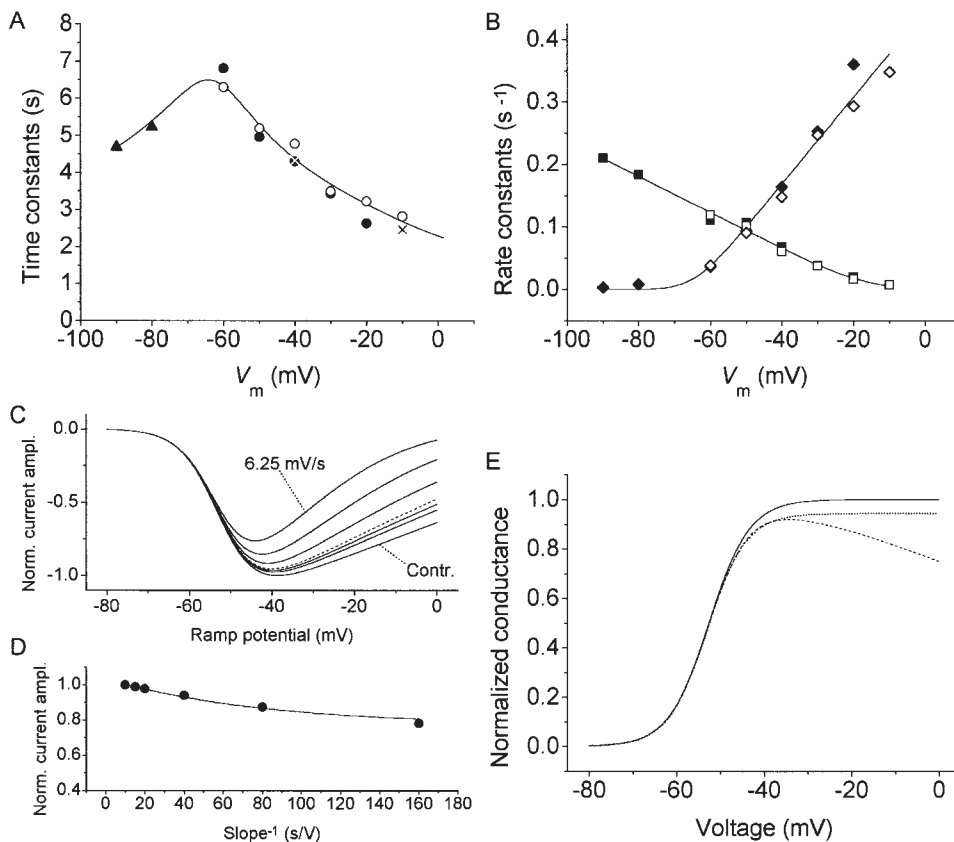 A
Time constants (s)
8
7
6
5
4
3
2
1
0
-100 -80 -60 -40 -20 0
Vm (mV)
B
Rate constants (s -1)
0.4
0.3
0.2
0.1
0.0
-100 -80 -60 -40 -20 0
Vm (mV)
C
Norm. current ampl.
0.0
-0.5
-1.0
6.25 mV/s
Contr.
-80 -60 -40 -20 0
Ramp potential (mV)
D
Norm. current ampl.
1.0
0.8
0.6
0.4
0 20 40 60 80 100 120 140 160 180
Slope-1 (s/V)
E
Normalized conductance
1.0
0.8
0.6
0.4
0.2
0.0
-80 -60 -40 -20 0
Voltage (mV)